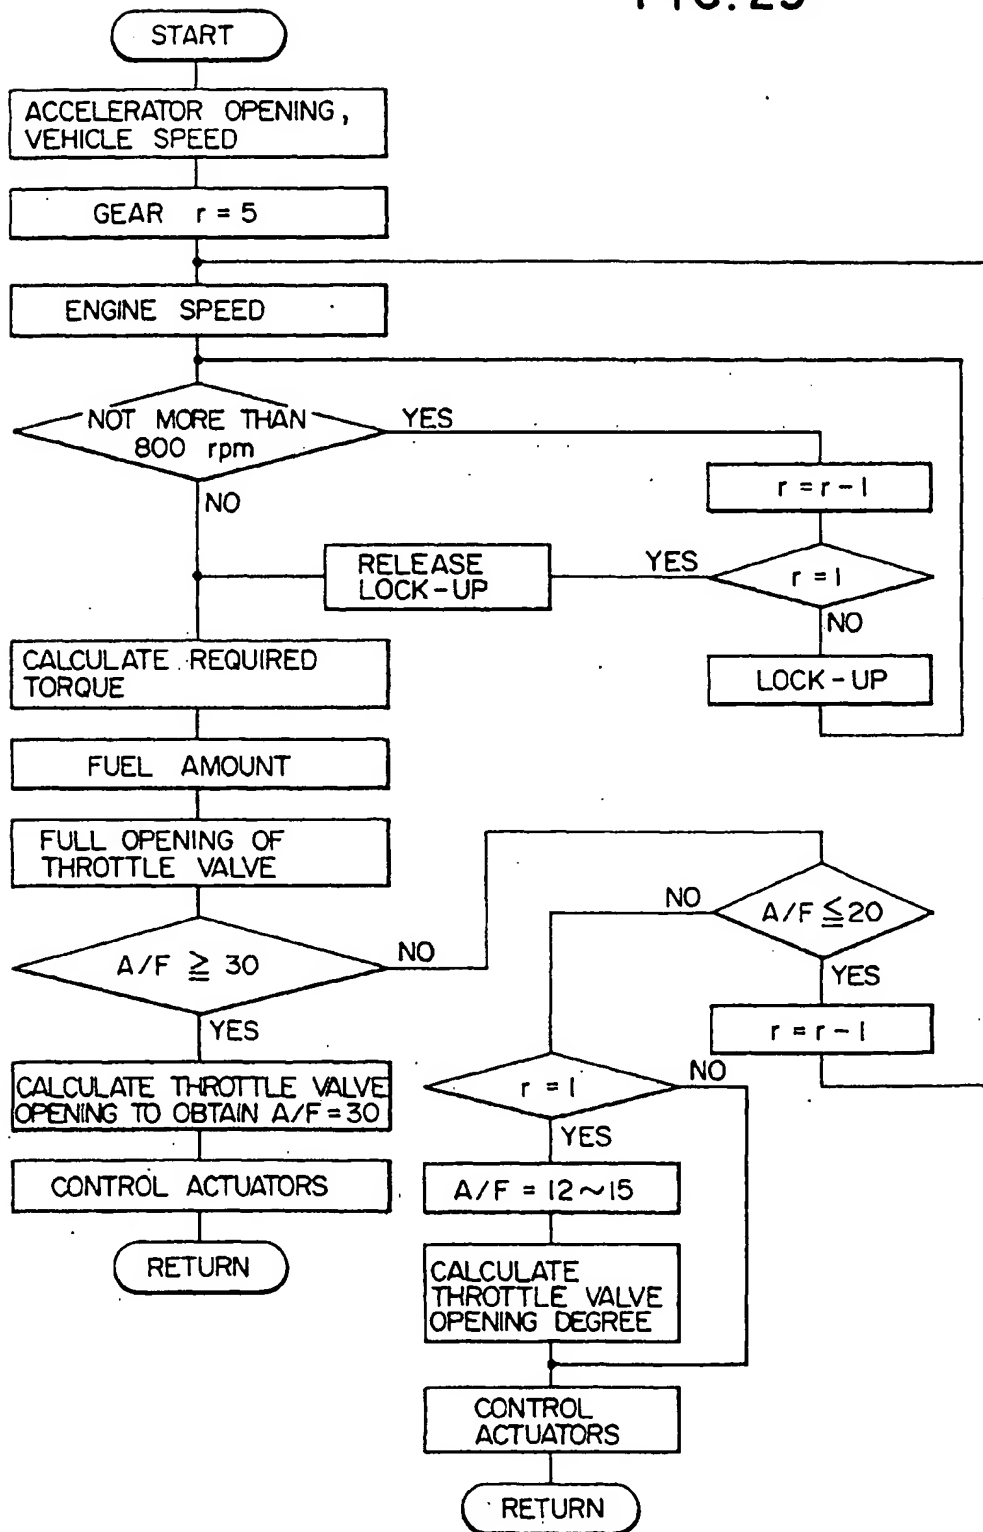 FIG. 25
START
ACCELERATOR OPENING,
VEHICLE SPEED
GEAR r = 5
ENGINE SPEED
NOT MORE THAN
800 rpm
YES
NO
r = r - 1
r = 1
YES
NO
RELEASE
LOCK-UP
LOCK-UP
CALCULATE REQUIRED
TORQUE
FUEL AMOUNT
FULL OPENING OF
THROTTLE VALVE
A/F ≧ 30
NO
YES
A/F ≦ 20
NO
YES
r = r - 1
CALCULATE THROTTLE VALVE
OPENING TO OBTAIN A/F = 30
CONTROL ACTUATORS
RETURN
r = 1
NO
YES
A/F = 12~15
CALCULATE
THROTTLE VALVE
OPENING DEGREE
CONTROL
ACTUATORS
RETURN